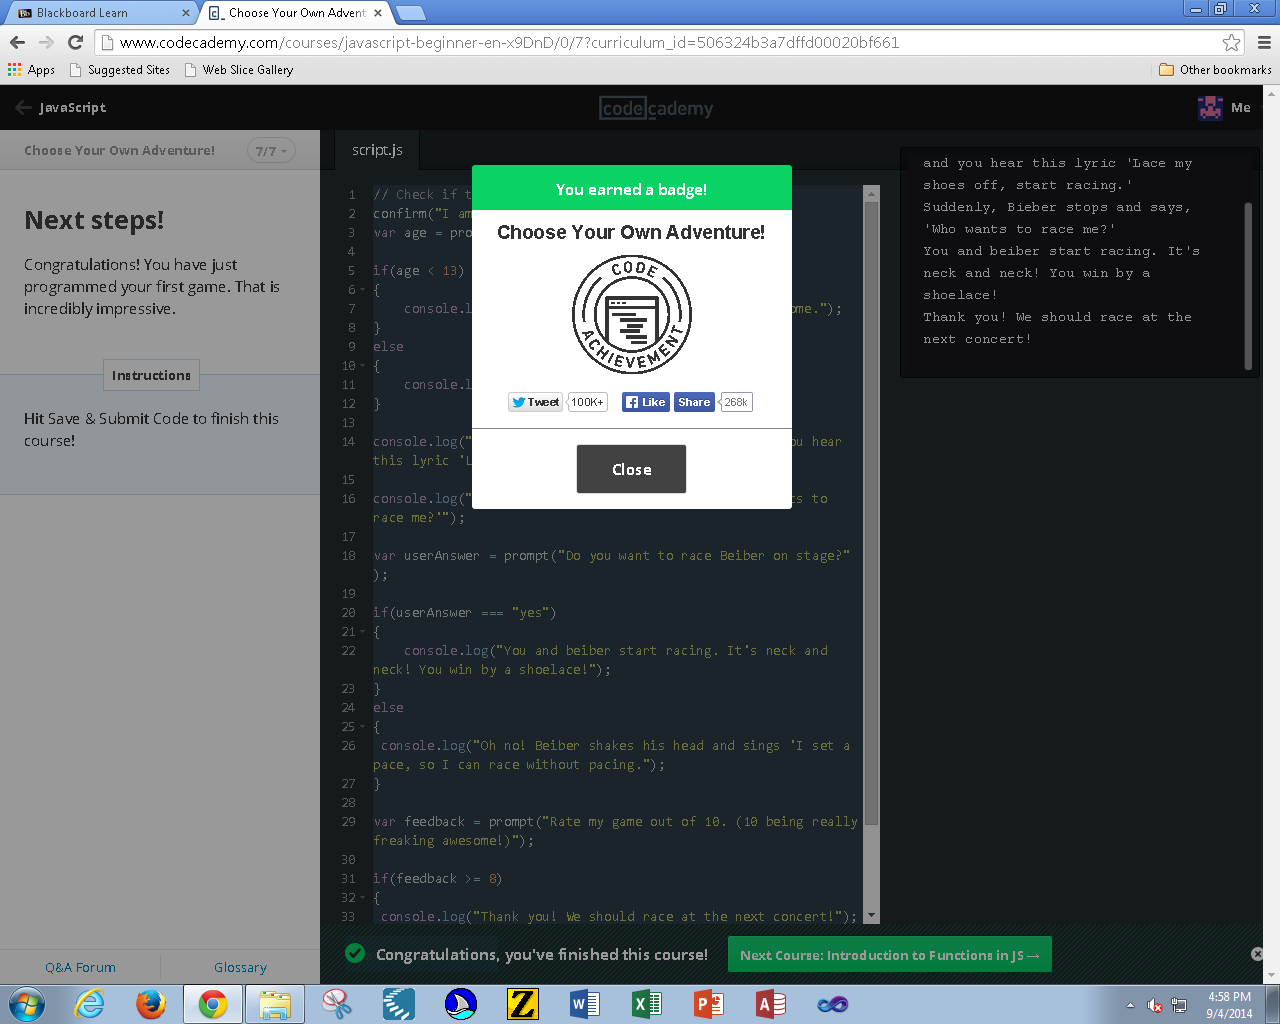 Blackboard Learn
Choose Your Own Advent
www.codecademy.com/courses/javascript-beginner-en-x9DnD/0/7?curriculum_id=506324b3a7dffd00020bf661
Apps
Suggested Sites
Web Slice Gallery
Other bookmarks
JavaScript
codecademy
Me
Choose Your Own Adventure!
7/7
Next steps!
Congratulations! You have just
programmed your first game. That is
incredibly impressive.
Instructions
Hit Save & Submit Code to finish this
course!
Q&A Forum
Glossary
script.js
1 // Check if t
2 confirm("I am
3 var age = pro
4
5 if(age < 13)
6 {
7 console.l ome.");
8 }
9 else
10 {
11 console.l
12 }
13
14 console.log(" ou hear
this lyric 'L
15
16 console.log(" ts to
race me?'");
17
18 var userAnswer = prompt("Do you want to race Beiber on stage?"
);
19
20 if(userAnswer === "yes")
21 {
22 console.log("You and beiber start racing. It's neck and
neck! You win by a shoelace!");
23 }
24 else
25 {
26 console.log("Oh no! Beiber shakes his head and sings 'I set a
pace, so I can race without pacing.");
27 }
28
29 var feedback = prompt("Rate my game out of 10. (10 being really
freaking awesome!)");
30
31 if(feedback >= 8)
32 {
33 console.log("Thank you! We should race at the next concert!");
You earned a badge!
Choose Your Own Adventure!
CODE
ACHIEVEMENT
Tweet
100K+
Like
Share
268k
Close
and you hear this lyric 'Lace my
shoes off, start racing.'
Suddenly, Bieber stops and says,
'Who wants to race me?'
You and beiber start racing. It's
neck and neck! You win by a
shoelace!
Thank you! We should race at the
next concert!
Congratulations, you've finished this course!
Next Course: Introduction to Functions in JS →
4:58 PM
9/4/2014